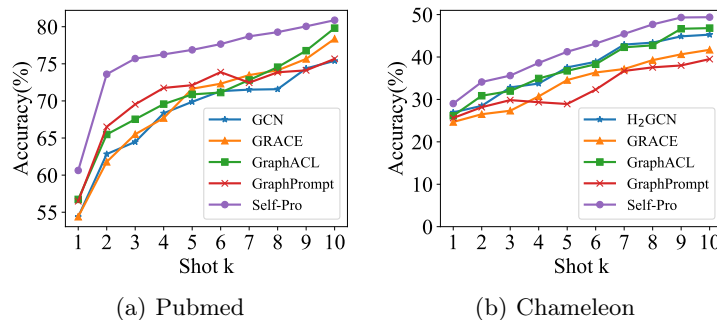 80
75
70
65
60
55
Accuracy(%)
1 2 3 4 5 6 7 8 9 10
Shot k
GCN
GRACE
GraphACL
GraphPrompt
Self-Pro
(a) Pubmed
50
40
30
20
10
0
Accuracy(%)
1 2 3 4 5 6 7 8 9 10
Shot k
H₂GCN
GRACE
GraphACL
GraphPrompt
Self-Pro
(b) Chameleon